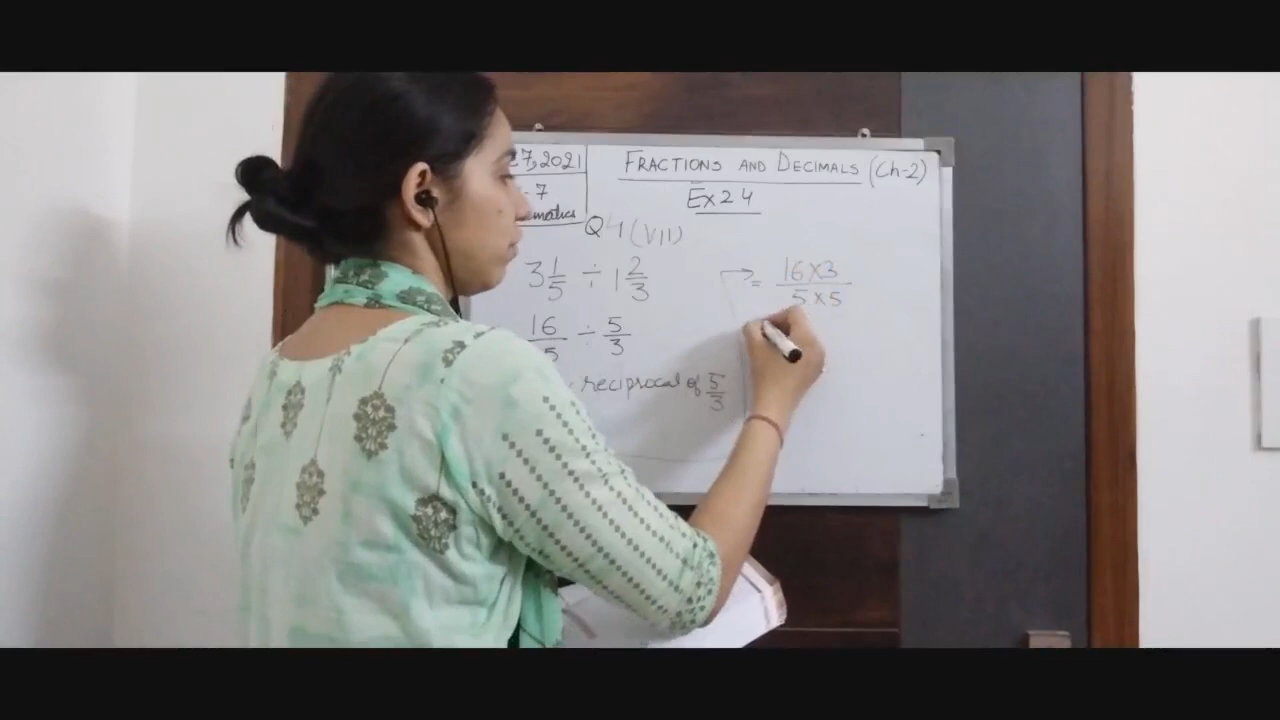 27, 2021
- 7
ematics
FRACTIONS AND DECIMALS (Ch-2)
Ex 2 4
Q4 (VII)
3 1/5 ÷ 1 2/3
16/5 ÷ 5/3
reciprocal of 5/3
= 16×3 / 5×5